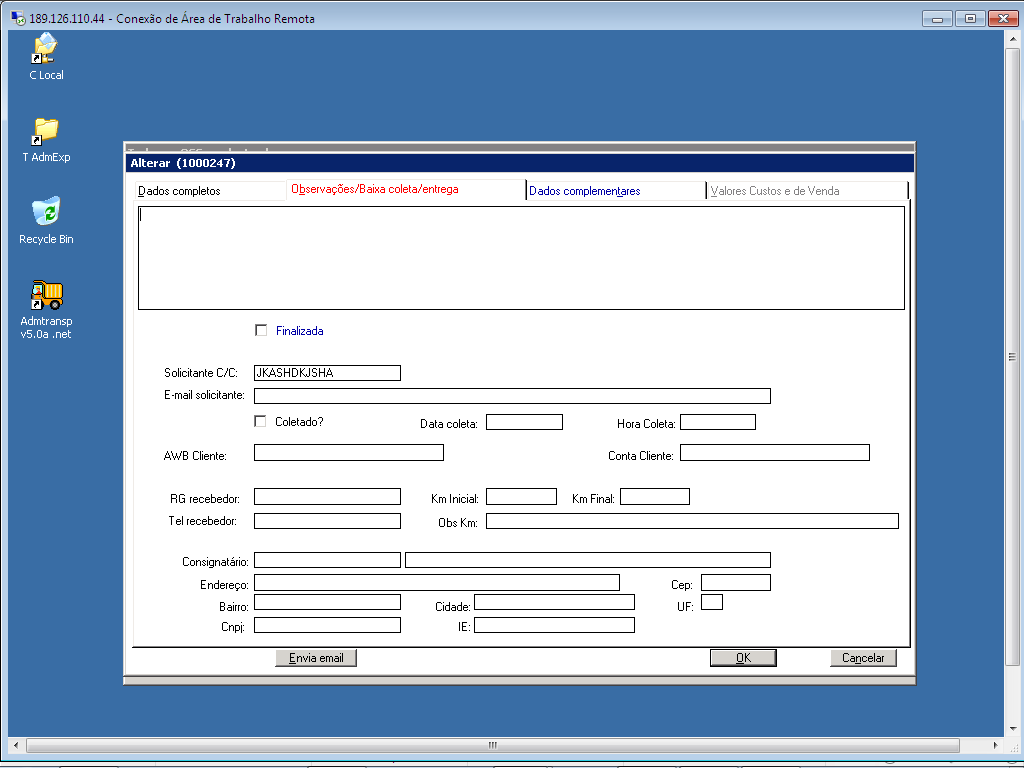 189.126.110.44 - Conexão de Área de Trabalho Remota
C Local
T AdmExp
Recycle Bin
Admtransp
v5.0a .net
Alterar (1000247)
Dados completos
Observações/Baixa coleta/entrega
Dados complementares
Valores Custos e de Venda
Finalizada
Solicitante C/C: JKASHDKJSHA
E-mail solicitante:
Coletado? Data coleta: Hora Coleta:
AWB Cliente: Conta Cliente:
RG recebedor: Km Inicial: Km Final:
Tel recebedor: Obs Km:
Consignatário:
Endereço: Cep:
Bairro: Cidade: UF:
Cnpj: IE:
Envia email OK Cancelar